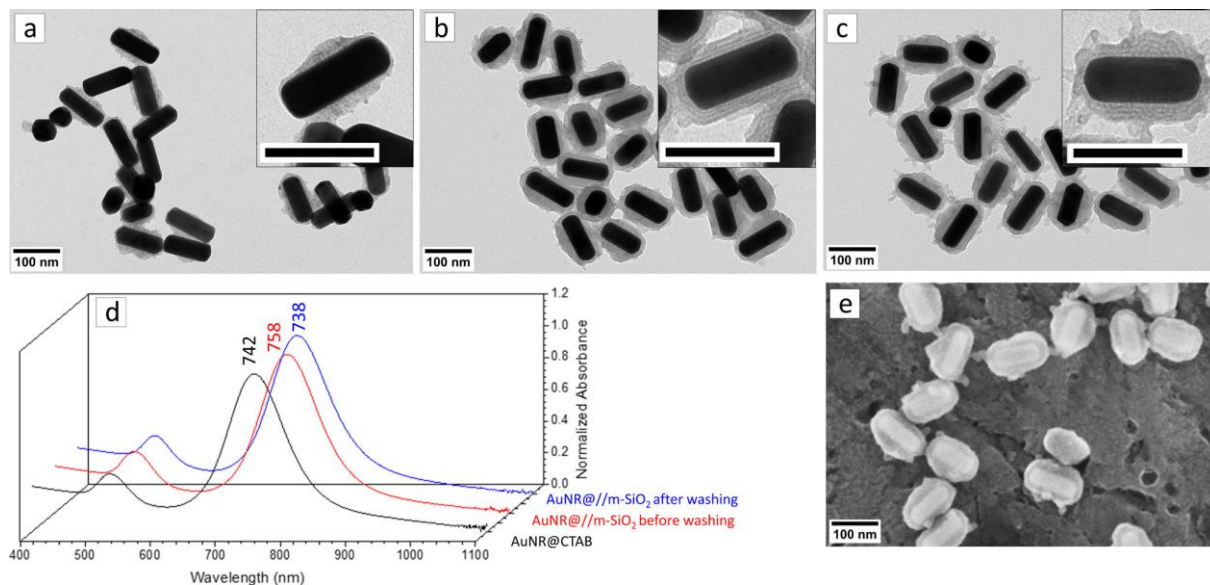 a
100 nm
b
100 nm
c
100 nm
d
742
758
738
1.2
1.0
0.8
0.6
0.4
0.2
0.0
Normalized Absorbance
AuNR@//m-SiO₂ after washing
AuNR@//m-SiO₂ before washing
AuNR@CTAB
400 500 600 700 800 900 1000 1100
Wavelength (nm)
e
100 nm